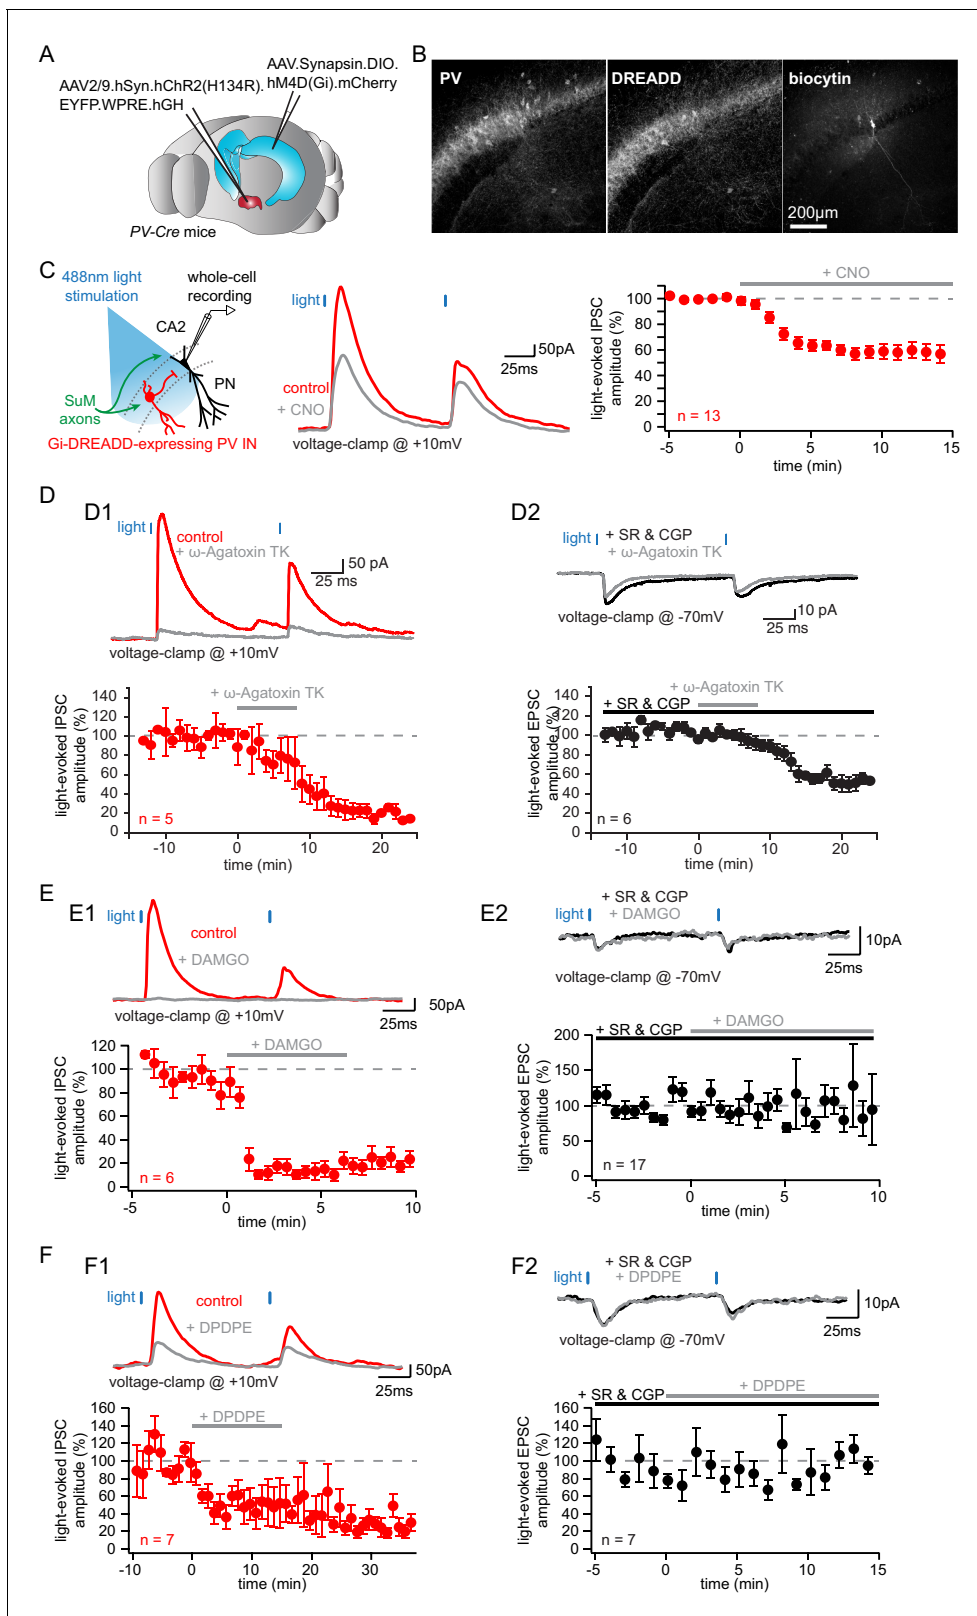 A
AAV2/9.hSyn.hChR2(H134R).
EYFP.WPRE.hGH
AAV.Synapsin.DIO.
hM4D(Gi).mCherry
PV-Cre mice
B
PV
DREADD
biocytin
200µm
C
488nm light
stimulation
whole-cell
recording
CA2
PN
SuM
axons
Gi-DREADD-expressing PV IN
light
control
+ CNO
50pA
25ms
voltage-clamp @ +10mV
+ CNO
light-evoked IPSC
amplitude (%)
100
80
60
40
20
0
n = 13
-5
0
5
10
15
time (min)
D
D1
light
control
+ ω-Agatoxin TK
50 pA
25 ms
voltage-clamp @ +10mV
+ ω-Agatoxin TK
light-evoked IPSC
amplitude (%)
140
120
100
80
60
40
20
0
n = 5
-10
0
10
20
time (min)
D2
+ SR & CGP
light
+ ω-Agatoxin TK
voltage-clamp @ -70mV
10 pA
25 ms
+ ω-Agatoxin TK
+ SR & CGP
light-evoked EPSC
amplitude (%)
140
120
100
80
60
40
20
0
n = 6
-10
0
10
20
time (min)
E
E1
light
control
+ DAMGO
voltage-clamp @ +10mV
50pA
25ms
+ DAMGO
light-evoked IPSC
amplitude (%)
120
100
80
60
40
20
0
n = 6
-5
0
5
10
time (min)
E2
+ SR & CGP
light
+ DAMGO
10pA
25ms
voltage-clamp @ -70mV
+ SR & CGP
+ DAMGO
light-evoked EPSC
amplitude (%)
200
150
100
50
0
n = 17
-5
0
5
10
time (min)
F
F1
light
control
+ DPDPE
voltage-clamp @ +10mV
50pA
25ms
+ DPDPE
light-evoked IPSC
amplitude (%)
160
140
120
100
80
60
40
20
0
n = 7
-10
0
10
20
30
time (min)
F2
+ SR & CGP
light
+ DPDPE
10pA
25ms
voltage-clamp @ -70mV
+ SR & CGP
+ DPDPE
light-evoked EPSC
amplitude (%)
160
140
120
100
80
60
40
20
0
n = 7
-5
0
5
10
15
time (min)